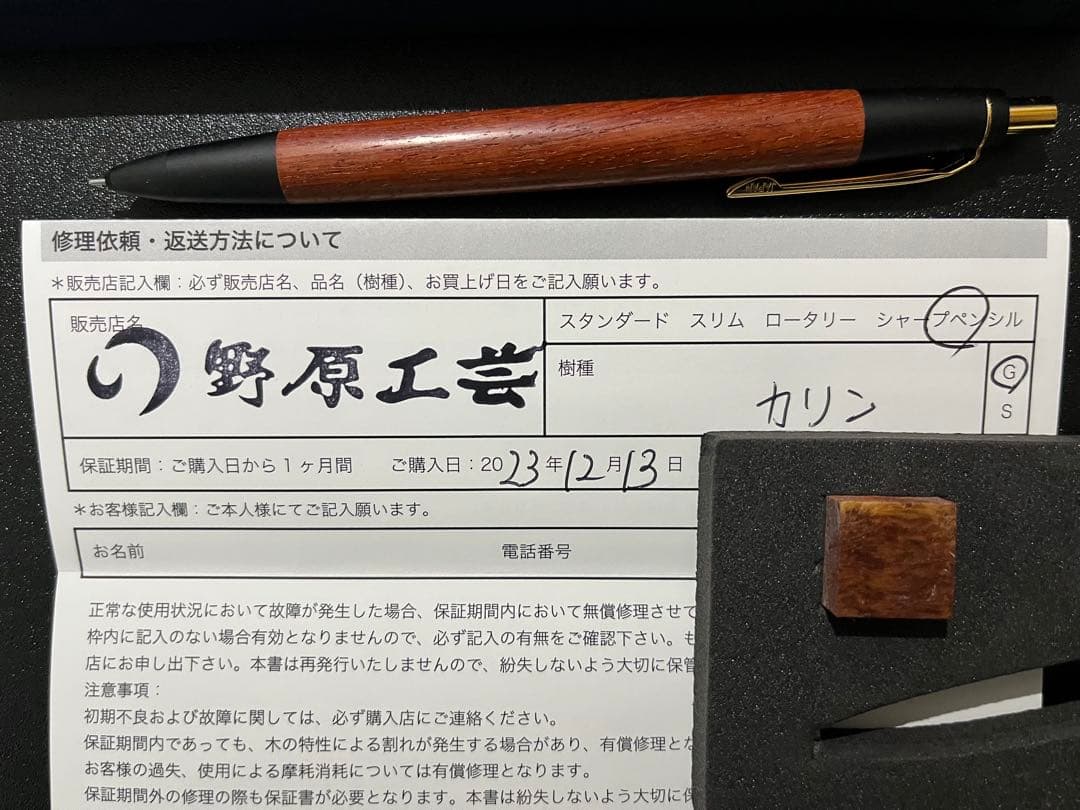 修理依頼・返送方法について
＊販売店記入欄：必ず販売店名、品名（樹種）、お買上げ日をご記入願います。
販売店名
野原工芸
スタンダード スリム ロータリー シャープペンシル
樹種
カリン
G
S
保証期間：ご購入日から1ヶ月間 ご購入日：2023年12月13日
＊お客様記入欄：ご本人様にてご記入願います。
お名前 電話番号
正常な使用状況において故障が発生した場合、保証期間内において無償修理させて
枠内に記入のない場合有効となりませんので、必ず記入の有無をご確認下さい。も
店にお申し出下さい。本書は再発行いたしませんので、紛失しないよう大切に保管
注意事項：
初期不良および故障に関しては、必ず購入店にご連絡ください。
保証期間内であっても、木の特性による割れが発生する場合があり、有償修理とな
お客様の過失、使用による摩耗消耗については有償修理となります。
保証期間外の修理の際も保証書が必要となります。本書は紛失しないよう大切に保